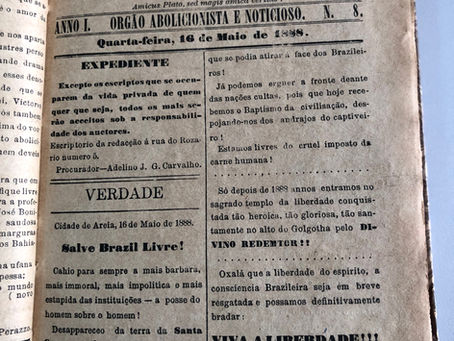 Amicus Plato, sed magis amica veritas.
ANNO I. ORGÃO ABOLICIONISTA E NOTICIOSO. N. 8.
Quarta-feira, 16 de Maio de 1888.
EXPEDIENTE
Excepto os escriptos que se occu-
parem da vida privada de quem
quer que seja, todos os mais se-
rão acceitos sob a responsabili-
dade dos auctores.
Escriptorio da redacção á rua do Roza-
rio numero
Procurador—Adelino J. G. Carvalho.
VERDADE
Cidade de Areia, 16 de Maio de 1888.
Salve Brazil Livre!
Cahio para sempre a mais barbara,
mais immoral, mais impolitica e mais
estapida das instituições — a posse do
homem sobre o homem!
Desappareceu da terra da Santa
que se podia atirar a face dos Brazilei-
ros!
Já podemos erguer a fronte deante
das nações cultas, pois que hoje rece-
bemos o Baptismo da civilisação, des-
pojando-nos dos andrajos do captivei-
ro!
Estamos livres do cruel imposto da
carne humana!
Só depois de 1888 annos entramos no
sagrado templo da liberdade conquis-
tada tão heroica, tão gloriosa, tão san-
tamente no alto do Golgotha pelo DI-
VINO REDEMTOR!!
Oxalá que a liberdade do espirito, a
consciencia Brazileira seja em breve
resgatada e possamos definitivamente
bradar:
VIVA A LIBERDADE!!!